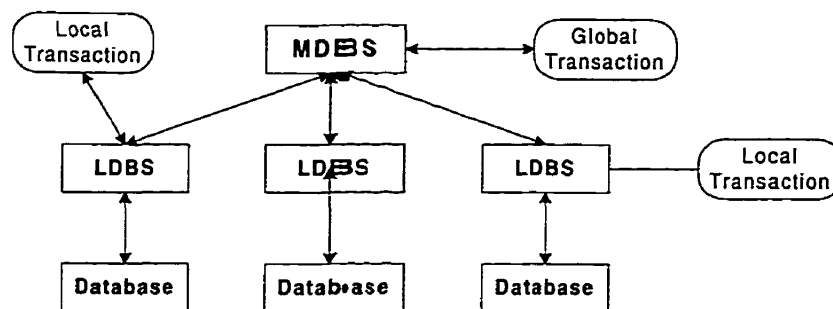 Local
Transaction
MDBS
Global
Transaction
LDBS
LDBS
LDBS
Local
Transaction
Database
Database
Database